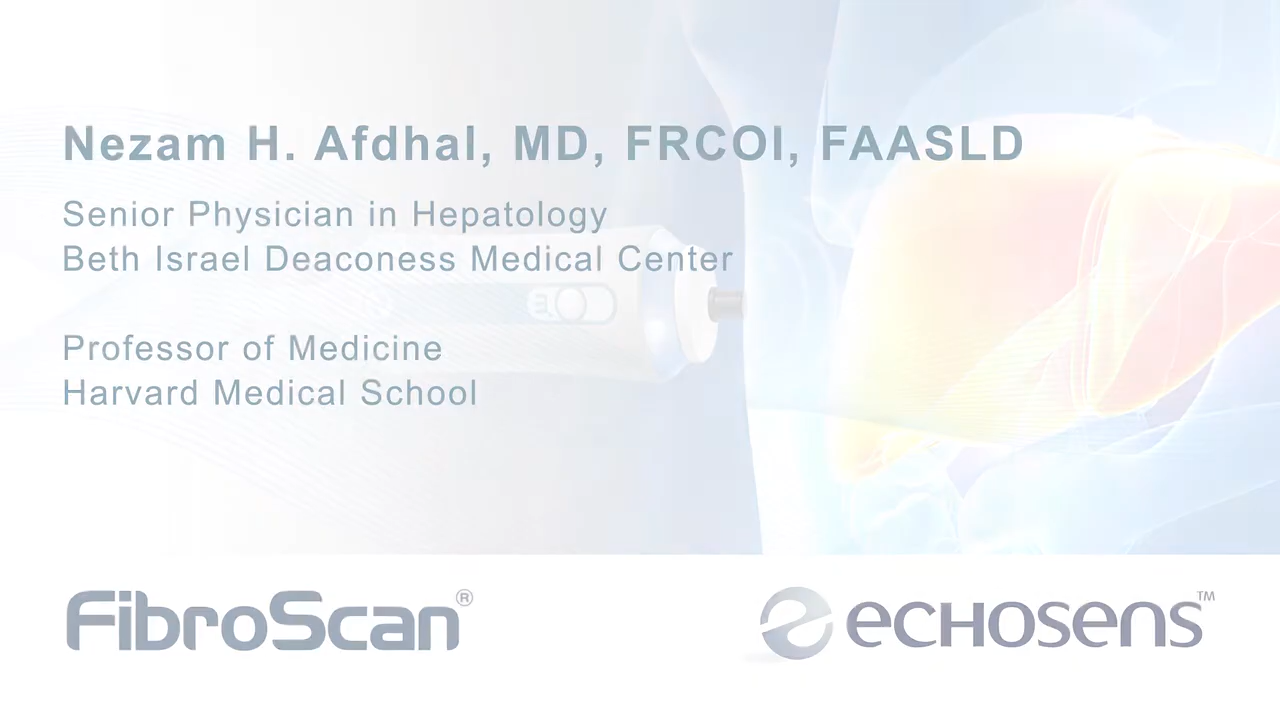 Nezam H. Afdhal, MD, FRCOI, FAASLD
Senior Physician in Hepatology
Beth Israel Deaconess Medical Center
Professor of Medicine
Harvard Medical School
FibroScan®
echosens™